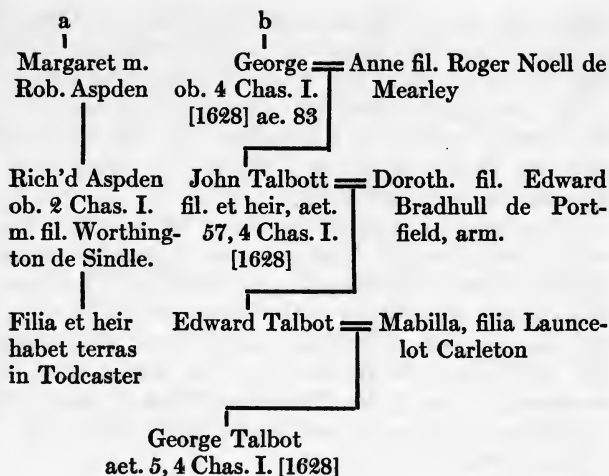 a
Margaret m.
Rob. Aspden
Rich'd Aspden
ob. 2 Chas. I.
m. fil. Worthing-
ton de Sindle.
Filia et heir
habet terras
in Todcaster
b
George
ob. 4 Chas. I.
[1628] ae. 83
Anne fil. Roger Noell de
Mearley
John Talbott
fil. et heir, aet.
57, 4 Chas. I.
[1628]
Doroth. fil. Edward
Bradhull de Port-
field, arm.
Edward Talbot
Mabilla, filia Launce-
lot Carleton
George Talbot
aet. 5, 4 Chas. I. [1628]